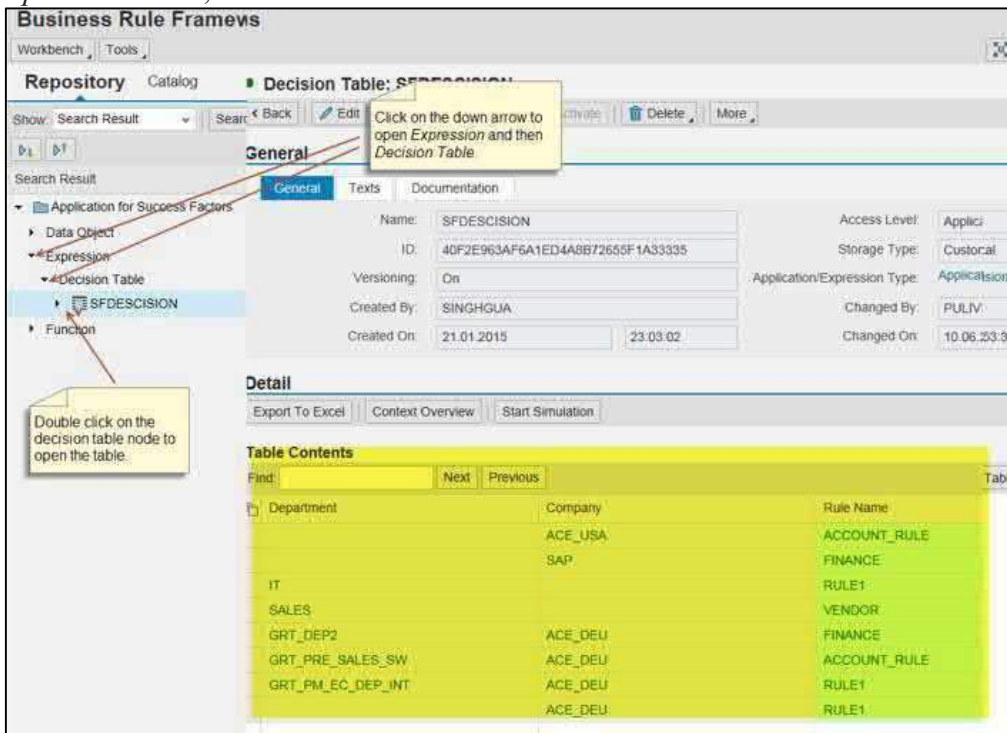 Business Rule Framews
Workbench Tools
Repository Catalog
Decision Table: SFDESCISION
Show: Search Result Searc
Back Edit Delete More
Click on the down arrow to
open Expression and then
Decision Table.
General
Search Result
General Texts Documentation
Application for Success Factors
Data Object
Expression
Decision Table
SFDESCISION
Function
Name: SFDESCISION Access Level: Applic
ID: 40F2E963AF6A1ED4A8B72655F1A33335 Storage Type:
Versioning: On Application/Expression Type:
Created By: SINGHGUA Changed By: PULIV
Created On: 21.01.2015 23:03:02 Changed On: 10.06.
Double click on the
decision table node to
open the table.
Detail
Export To Excel Context Overview Start Simulation
Table Contents
Find: Next Previous Tab
Department Company Rule Name
ACE_USA ACCOUNT_RULE
SAP FINANCE
IT RULE1
SALES VENDOR
GRT_DEP2 ACE_DEU FINANCE
GRT_PRE_SALES_SW ACE_DEU ACCOUNT_RULE
GRT_PM_EC_DEP_INT ACE_DEU RULE1
ACE_DEU RULE1